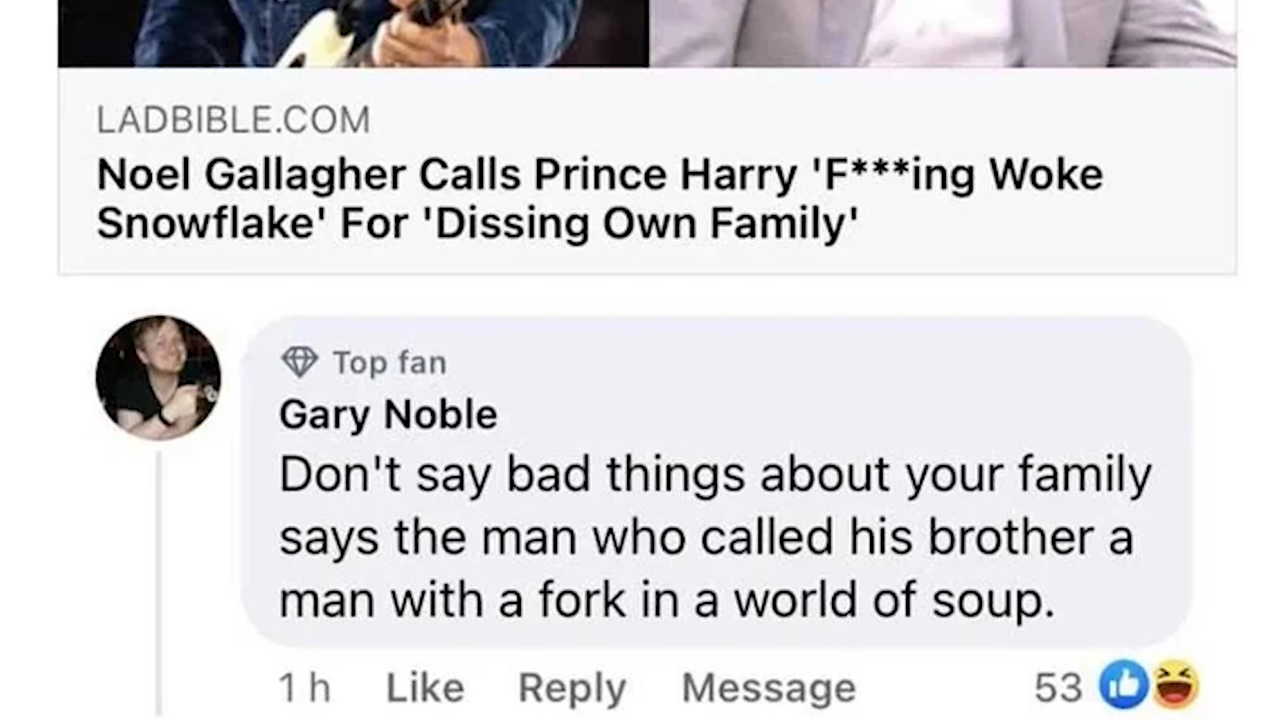 LADBIBLE.COM
Noel Gallagher Calls Prince Harry 'F***ing Woke
Snowflake' For 'Dissing Own Family'
Top fan
Gary Noble
Don't say bad things about your family
says the man who called his brother a
man with a fork in a world of soup.
1 h Like Reply Message 53